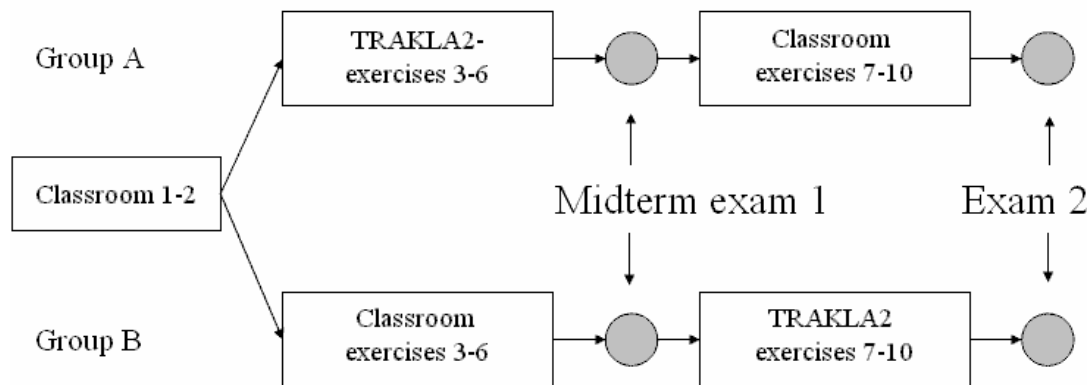 Group A
TRAKLA2-
exercises 3-6
Classroom
exercises 7-10
Classroom 1-2
Midterm exam 1
Exam 2
Group B
Classroom
exercises 3-6
TRAKLA2
exercises 7-10